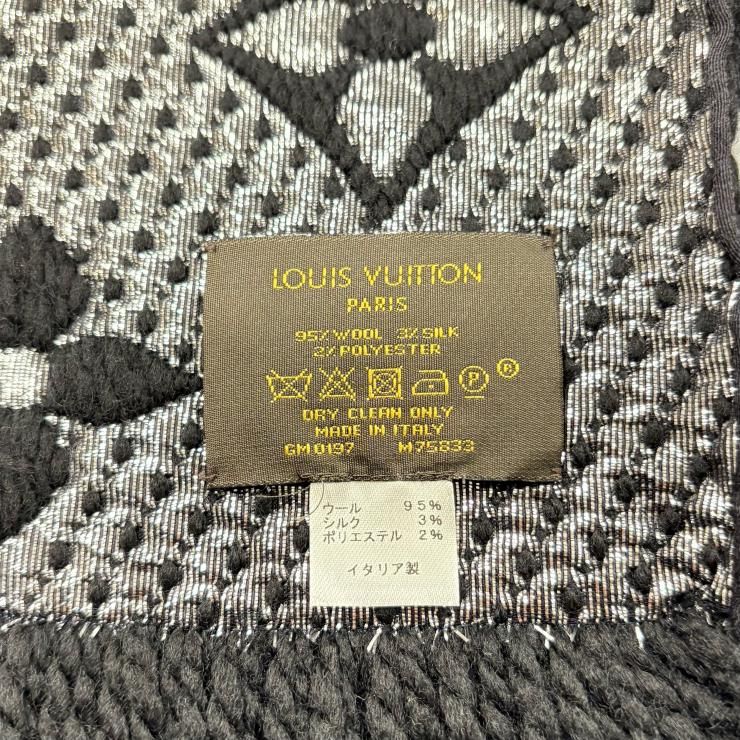 LOUIS VUITTON
PARIS
95% WOOL 3% SILK
2% POLYESTER
P
DRY CLEAN ONLY
MADE IN ITALY
GM0197 M75833
ウール 95%
シルク 3%
ポリエステル 2%
イタリア製